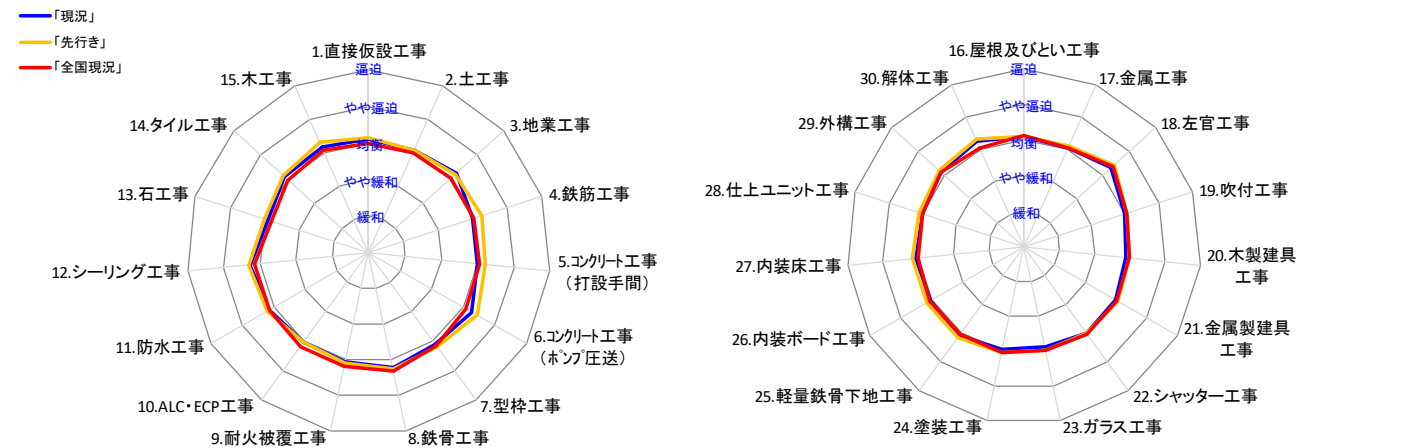 「現況」
「先行き」
「全国現況」
1.直接仮設工事
2.土工事
3.地業工事
4.鉄筋工事
5.コンクリート工事
（打設手間）
6.コンクリート工事
（ポンプ圧送）
7.型枠工事
8.鉄骨工事
9.耐火被覆工事
10.ALC・ECP工事
11.防水工事
12.シーリング工事
13.石工事
14.タイル工事
15.木工事
逼迫
やや逼迫
均衡
やや緩和
緩和
16.屋根及びとい工事
17.金属工事
18.左官工事
19.吹付工事
20.木製建具
工事
21.金属製建具
工事
22.シャッター工事
23.ガラス工事
24.塗装工事
25.軽量鉄骨下地工事
26.内装ボード工事
27.内装床工事
28.仕上ユニット工事
29.外構工事
30.解体工事
逼迫
やや逼迫
均衡
やや緩和
緩和